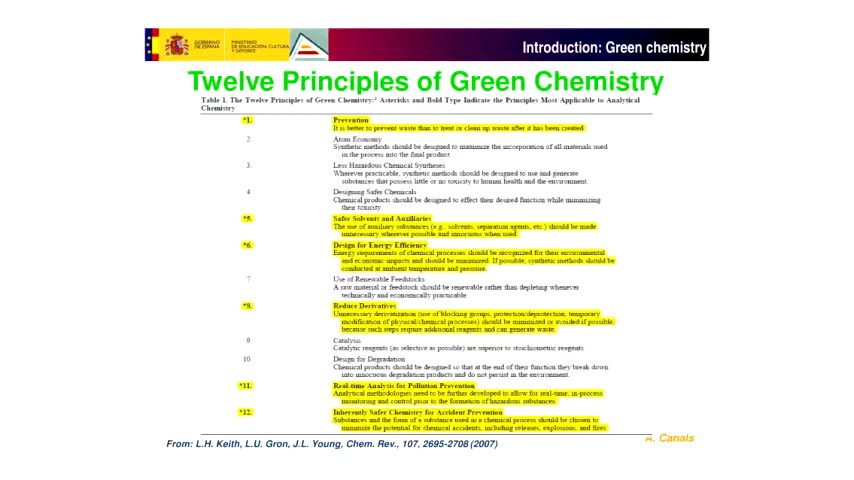 GOBIERNO
DE ESPAÑA
MINISTERIO
DE EDUCACIÓN, CULTURA
Y DEPORTE
Introduction: Green chemistry
Twelve Principles of Green Chemistry
Table 1. The Twelve Principles of Green Chemistry:² Asterisks and Bold Type Indicate the Principles Most Applicable to Analytical
Chemistry
*1. Prevention
It is better to prevent waste than to treat or clean up waste after it has been created.
2. Atom Economy
Synthetic methods should be designed to maximize the incorporation of all materials used
in the process into the final product.
3. Less Hazardous Chemical Syntheses
Wherever practicable, synthetic methods should be designed to use and generate
substances that possess little or no toxicity to human health and the environment.
4. Designing Safer Chemicals
Chemical products should be designed to effect their desired function while minimizing
their toxicity.
*5. Safer Solvents and Auxiliaries
The use of auxiliary substances (e.g., solvents, separation agents, etc.) should be made
unnecessary wherever possible and innocuous when used.
*6. Design for Energy Efficiency
Energy requirements of chemical processes should be recognized for their environmental
and economic impacts and should be minimized. If possible, synthetic methods should be
conducted at ambient temperature and pressure.
7. Use of Renewable Feedstocks
A raw material or feedstock should be renewable rather than depleting whenever
technically and economically practicable.
*8. Reduce Derivatives
Unnecessary derivatization (use of blocking groups, protection/deprotection, temporary
modification of physical/chemical processes) should be minimized or avoided if possible,
because such steps require additional reagents and can generate waste.
9. Catalysis
Catalytic reagents (as selective as possible) are superior to stoichiometric reagents.
10. Design for Degradation
Chemical products should be designed so that at the end of their function they break down
into innocuous degradation products and do not persist in the environment.
*11. Real-time Analysis for Pollution Prevention
Analytical methodologies need to be further developed to allow for real-time, in-process
monitoring and control prior to the formation of hazardous substances.
*12. Inherently Safer Chemistry for Accident Prevention
Substances and the form of a substance used in a chemical process should be chosen to
minimize the potential for chemical accidents, including releases, explosions, and fires.
A. Canals
From: L.H. Keith, L.U. Gron, J.L. Young, Chem. Rev., 107, 2695-2708 (2007)